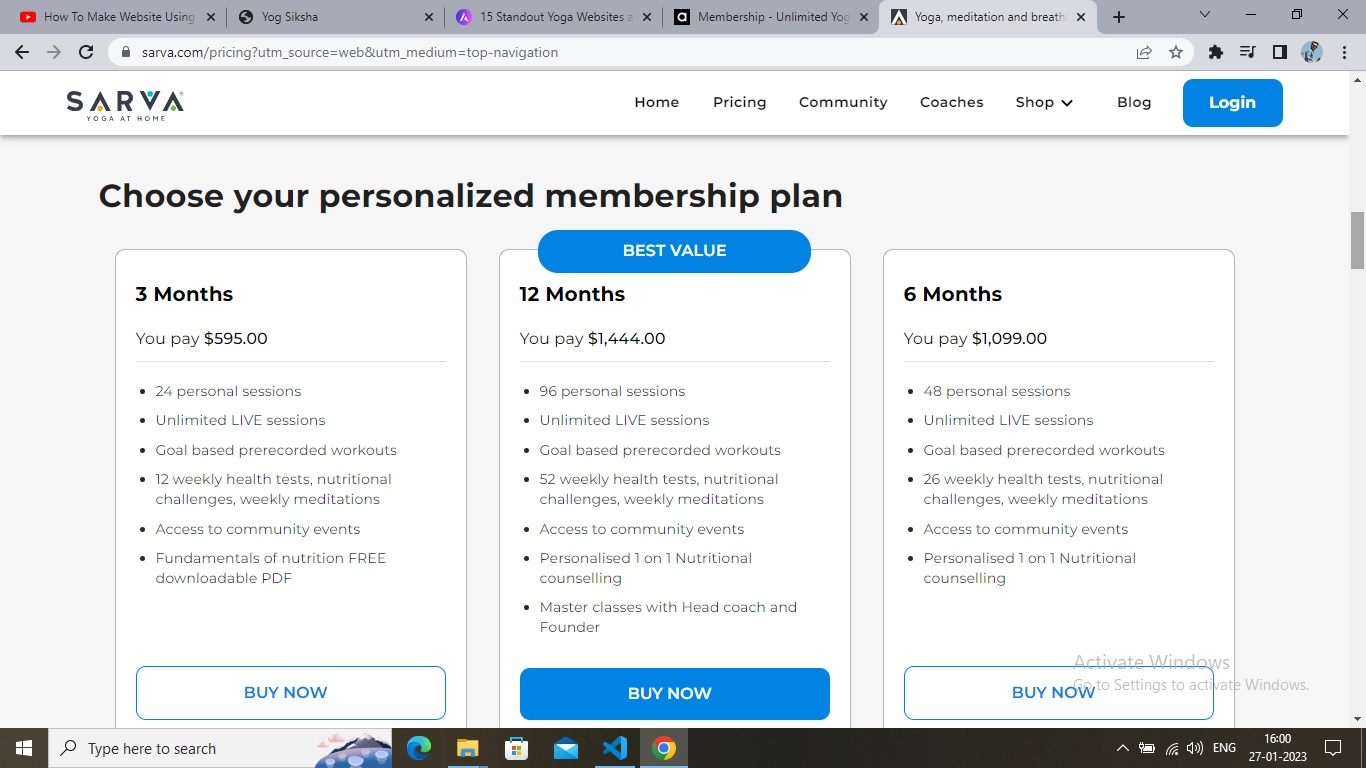 How To Make Website Using
Yog Siksha
15 Standout Yoga Websites a
Membership - Unlimited Yog
Yoga, meditation and breathi
sarva.com/pricing?utm_source=web&utm_medium=top-navigation
SARVA
YOGA AT HOME
Home
Pricing
Community
Coaches
Shop
Blog
Login
Choose your personalized membership plan
3 Months
You pay $595.00
• 24 personal sessions
• Unlimited LIVE sessions
• Goal based prerecorded workouts
• 12 weekly health tests, nutritional
challenges, weekly meditations
• Access to community events
• Fundamentals of nutrition FREE
downloadable PDF
BUY NOW
BEST VALUE
12 Months
You pay $1,444.00
• 96 personal sessions
• Unlimited LIVE sessions
• Goal based prerecorded workouts
• 52 weekly health tests, nutritional
challenges, weekly meditations
• Access to community events
• Personalised 1 on 1 Nutritional
counselling
• Master classes with Head coach and
Founder
BUY NOW
6 Months
You pay $1,099.00
• 48 personal sessions
• Unlimited LIVE sessions
• Goal based prerecorded workouts
• 26 weekly health tests, nutritional
challenges, weekly meditations
• Access to community events
• Personalised 1 on 1 Nutritional
counselling
BUY NOW
Activate Windows
Go to Settings to activate Windows.
Type here to search
ENG
16:00
27-01-2023